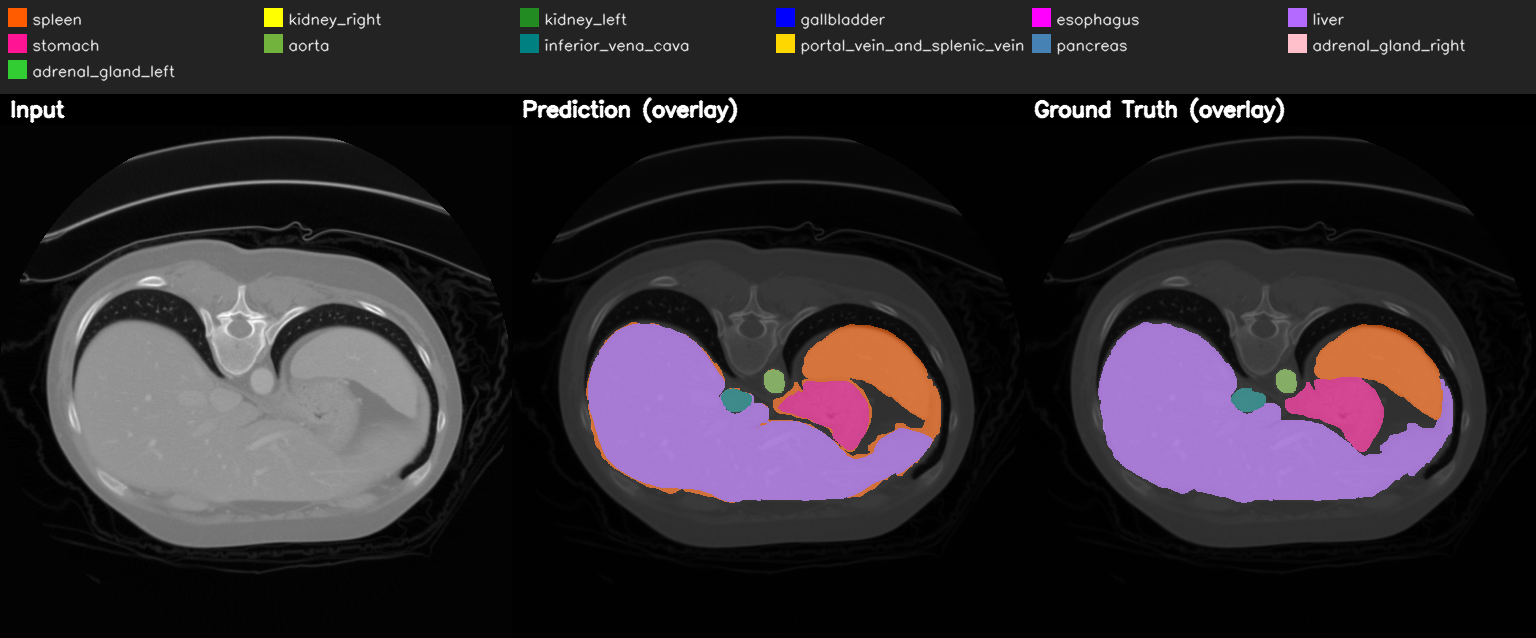 spleen kidney_right kidney_left gallbladder esophagus liver
stomach aorta inferior_vena_cava portal_vein_and_splenic_vein pancreas adrenal_gland_right
adrenal_gland_left
Input Prediction (overlay) Ground Truth (overlay)